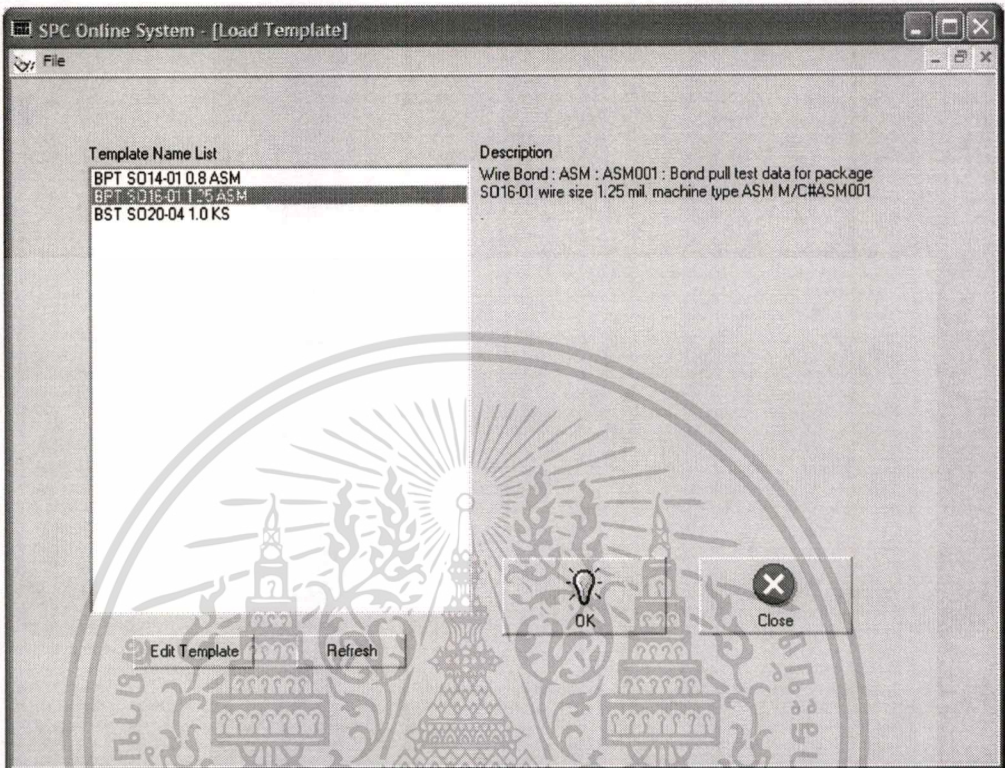 SPC Online System - [Load Template]
File
Template Name List
BPT SO14-01 0.8 ASM
BPT SO16-01 1.25 ASM
BST SO20-04 1.0 KS
Description
Wire Bond : ASM : ASM001 : Bond pull test data for package
SO16-01 wire size 1.25 mil. machine type ASM M/C#ASM001
.
OK
Close
Edit Template
Refresh